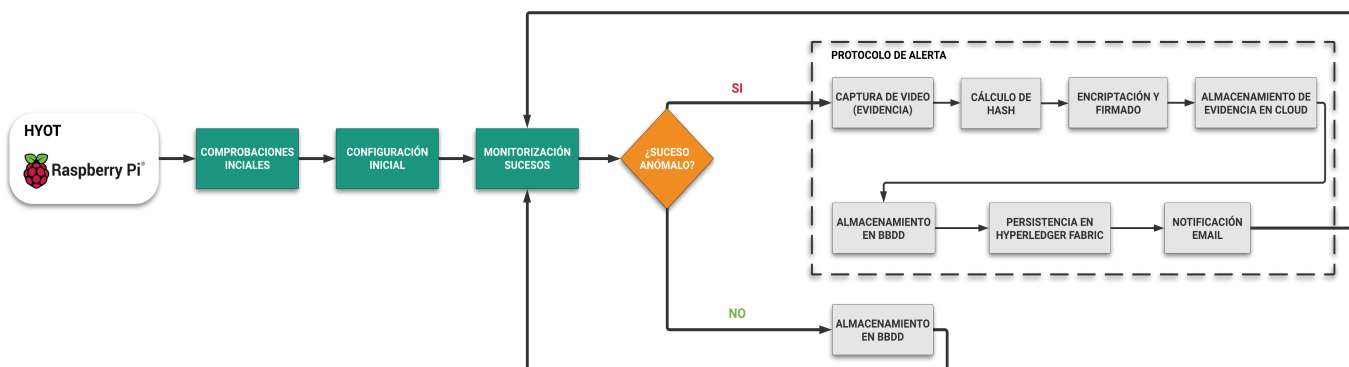 HYOT
Raspberry Pi®
COMPROBACIONES
INCIALES
CONFIGURACIÓN
INICIAL
MONITORIZACIÓN
SUCESOS
¿SUCESO
ANÓMALO?
SI
PROTOCOLO DE ALERTA
CAPTURA DE VIDEO
(EVIDENCIA)
CÁLCULO DE
HASH
ENCRIPTACIÓN Y
FIRMADO
ALMACENAMIENTO DE
EVIDENCIA EN CLOUD
ALMACENAMIENTO
EN BBDD
PERSISTENCIA EN
HYPERLEDGER FABRIC
NOTIFICACIÓN
EMAIL
NO
ALMACENAMIENTO
EN BBDD